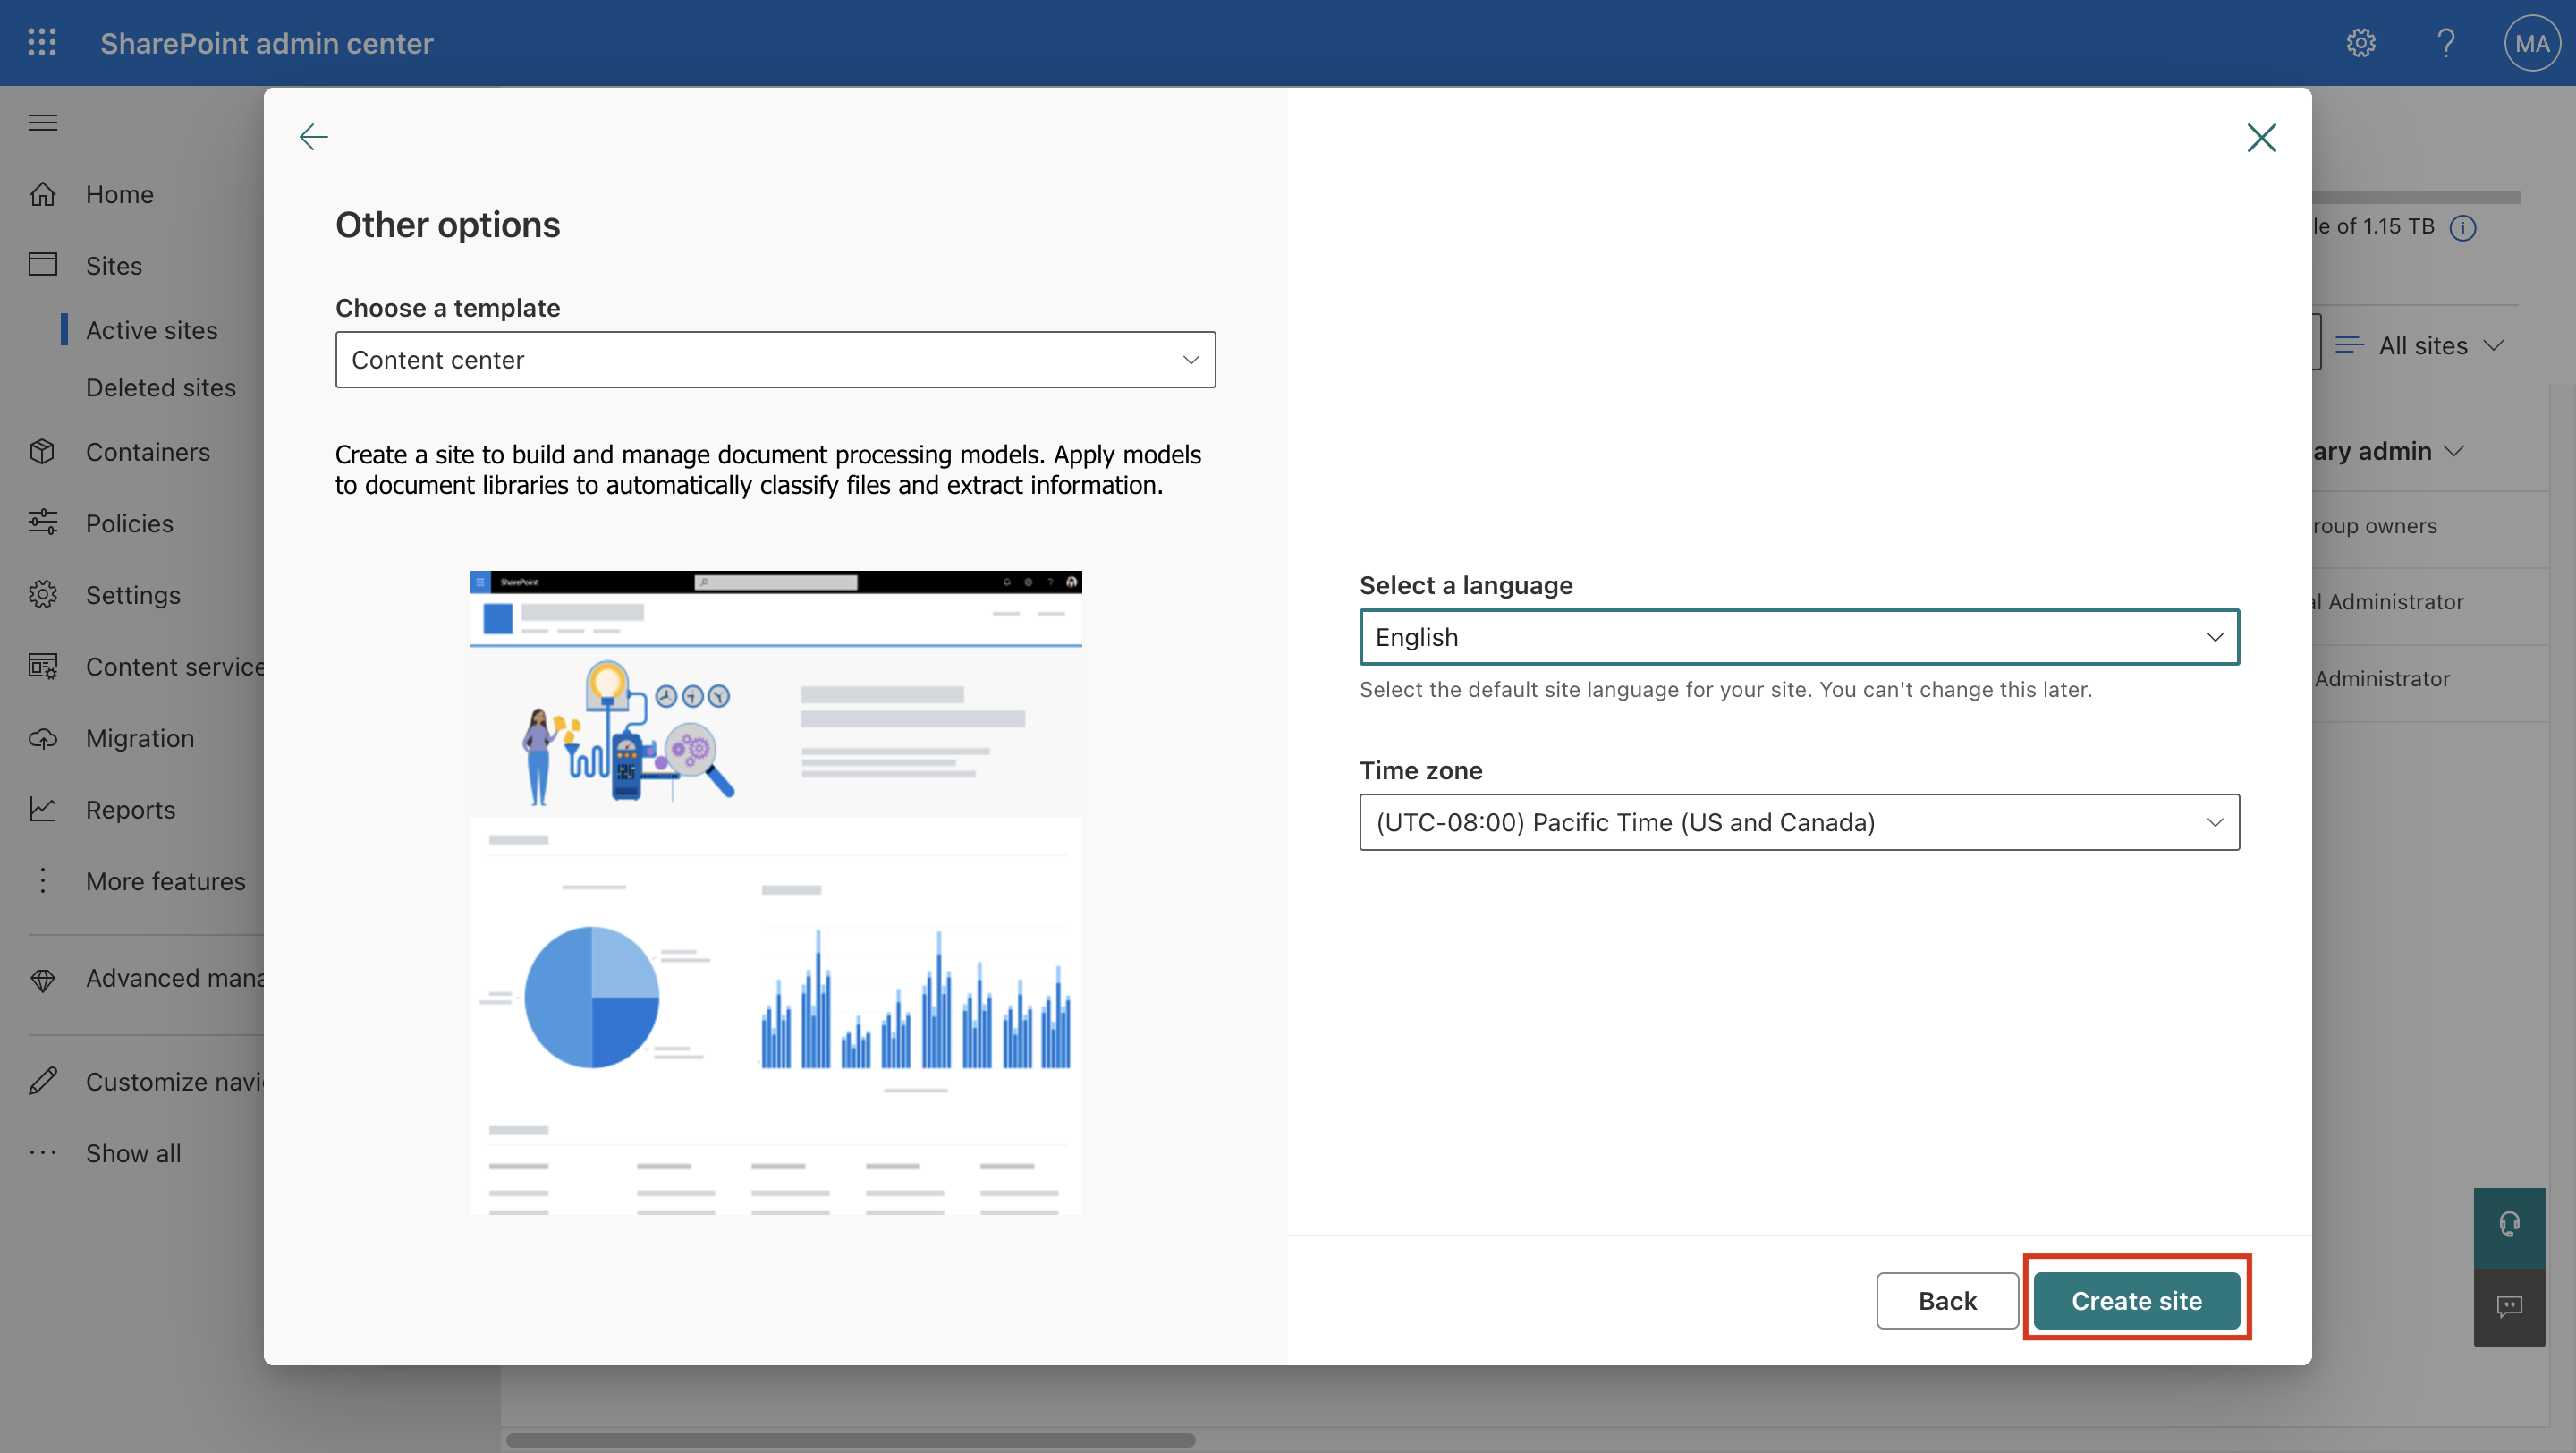 SharePoint admin center
MA
Home
Sites
Active sites
Deleted sites
Containers
Policies
Settings
Content service
Migration
Reports
More features
Advanced mana
Customize navi
Show all
Other options
Choose a template
Content center
Create a site to build and manage document processing models. Apply models
to document libraries to automatically classify files and extract information.
SharePoint
Select a language
English
Select the default site language for your site. You can't change this later.
Time zone
(UTC-08:00) Pacific Time (US and Canada)
Back
Create site
le of 1.15 TB
All sites
ary admin
roup owners
l Administrator
Administrator